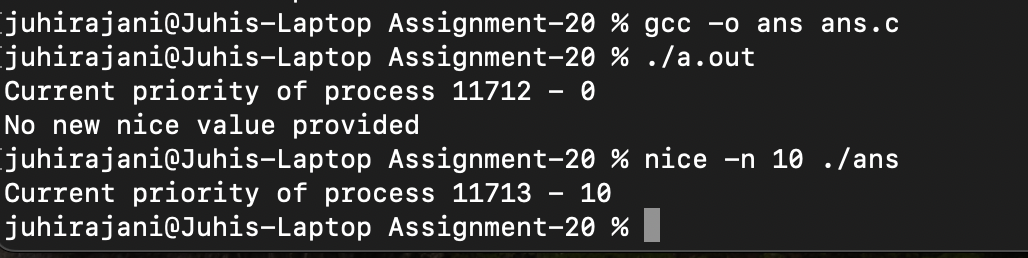 [juhirajani@Juhis-Laptop Assignment-20 % gcc -o ans ans.c
[juhirajani@Juhis-Laptop Assignment-20 % ./a.out
Current priority of process 11712 - 0
No new nice value provided
[juhirajani@Juhis-Laptop Assignment-20 % nice -n 10 ./ans
Current priority of process 11713 - 10
juhirajani@Juhis-Laptop Assignment-20 %